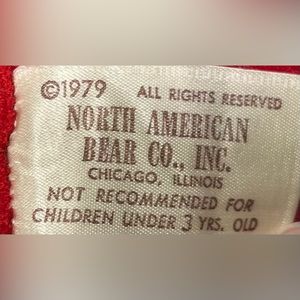 ©1979 ALL RIGHTS RESERVED
NORTH AMERICAN
BEAR CO., INC.
CHICAGO, ILLINOIS
NOT RECOMMENDED FOR
CHILDREN UNDER 3 YRS. OLD